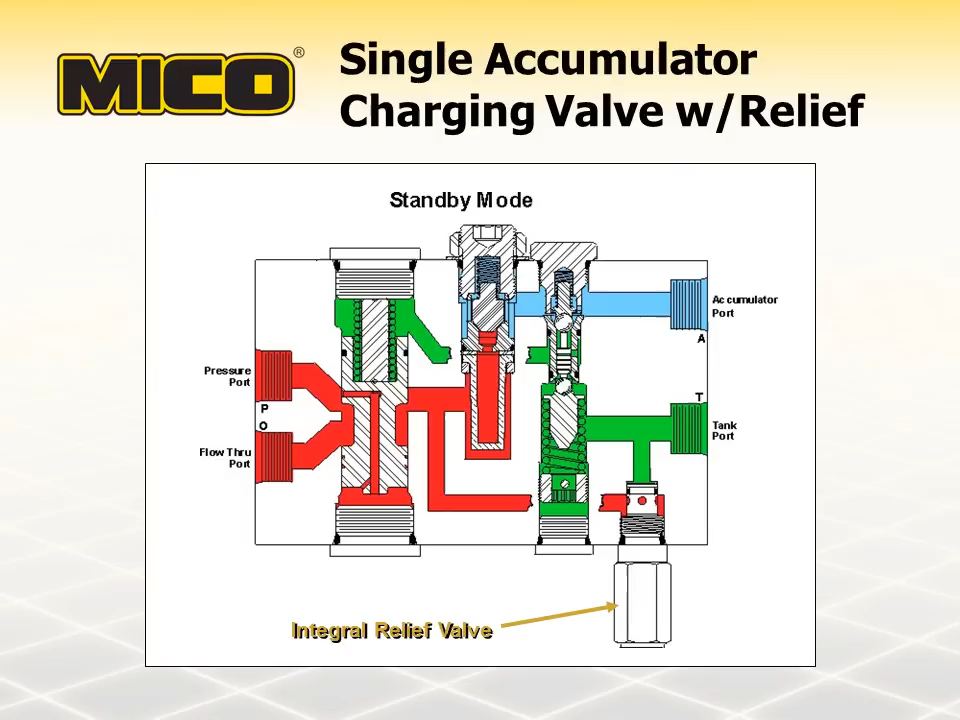 MICO®
Single Accumulator
Charging Valve w/Relief
Standby Mode
Accumulator
Port
A
Pressure
Port
P
O
Flow Thru
Port
T
Tank
Port
Integral Relief Valve